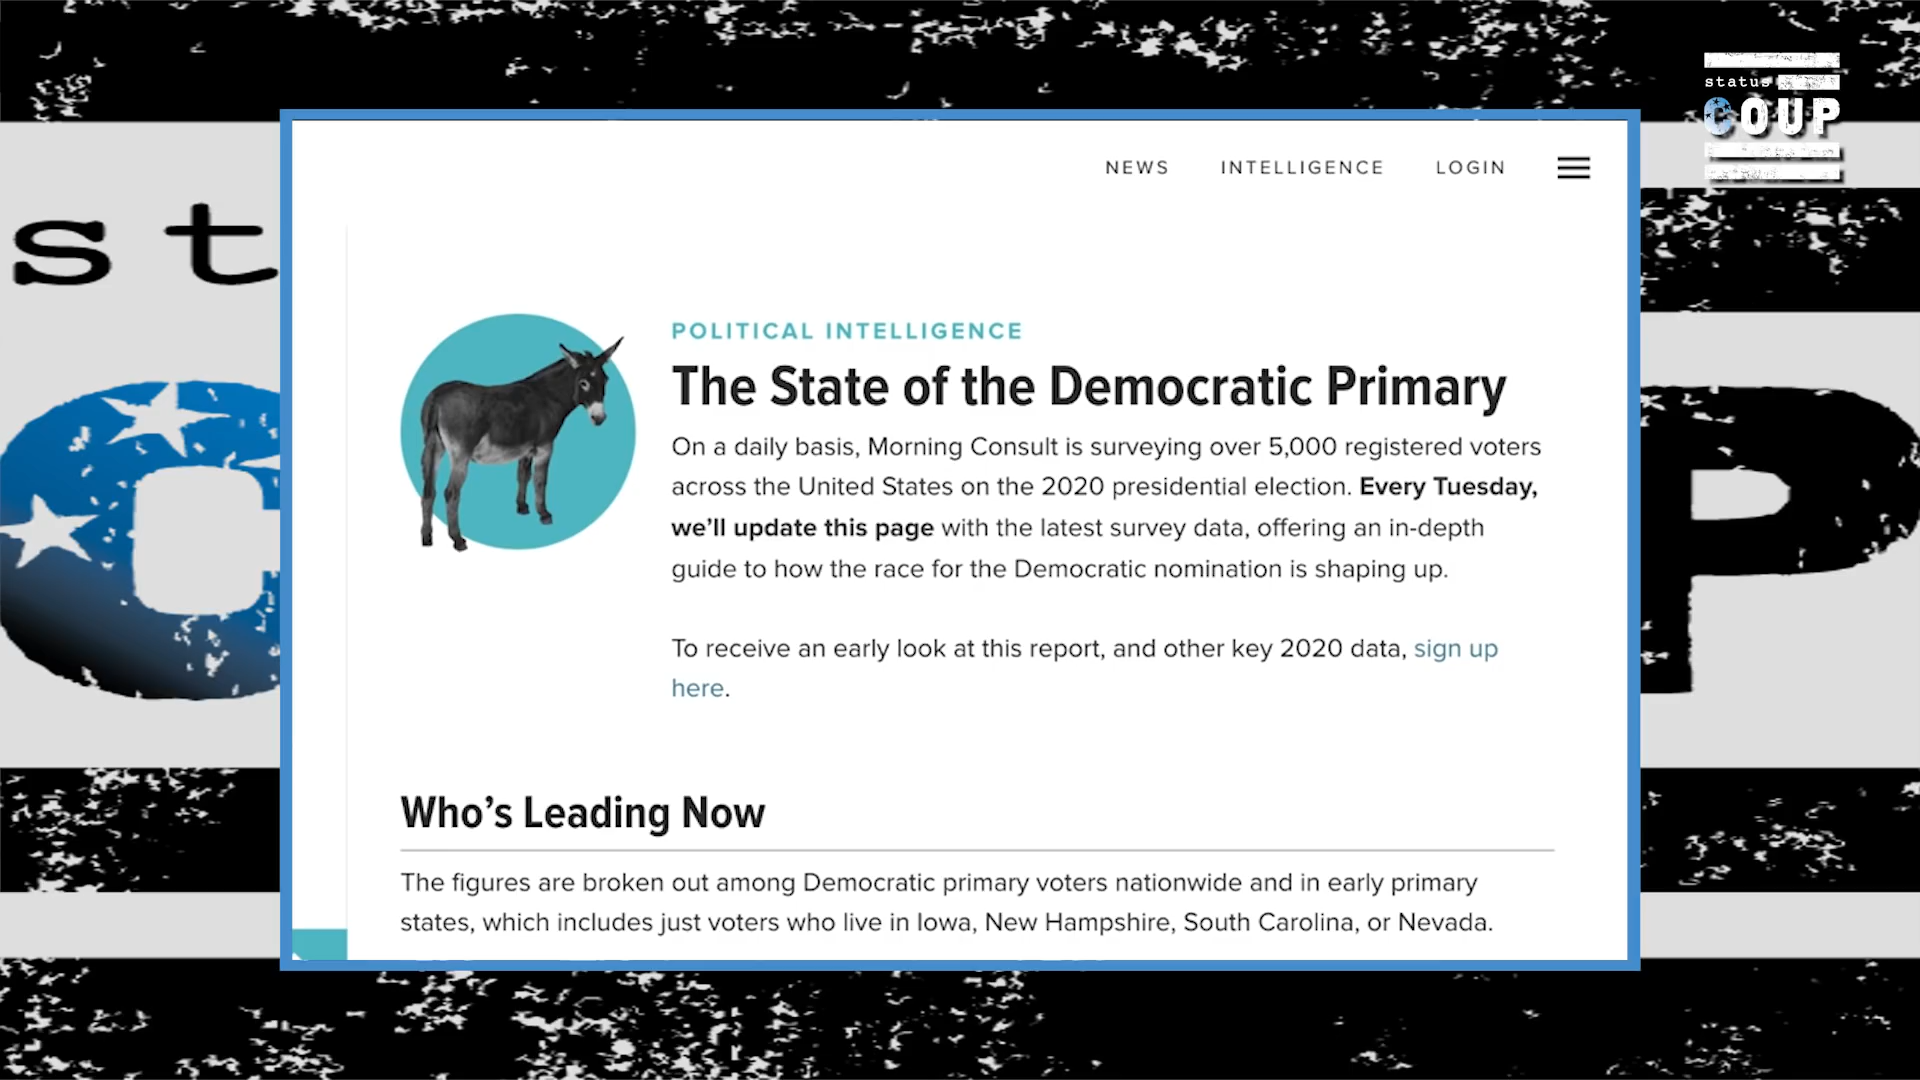 status
COUP
NEWS INTELLIGENCE LOGIN
st
C
P
POLITICAL INTELLIGENCE
The State of the Democratic Primary
On a daily basis, Morning Consult is surveying over 5,000 registered voters
across the United States on the 2020 presidential election. Every Tuesday,
we’ll update this page with the latest survey data, offering an in-depth
guide to how the race for the Democratic nomination is shaping up.
To receive an early look at this report, and other key 2020 data, sign up
here.
Who’s Leading Now
The figures are broken out among Democratic primary voters nationwide and in early primary
states, which includes just voters who live in Iowa, New Hampshire, South Carolina, or Nevada.